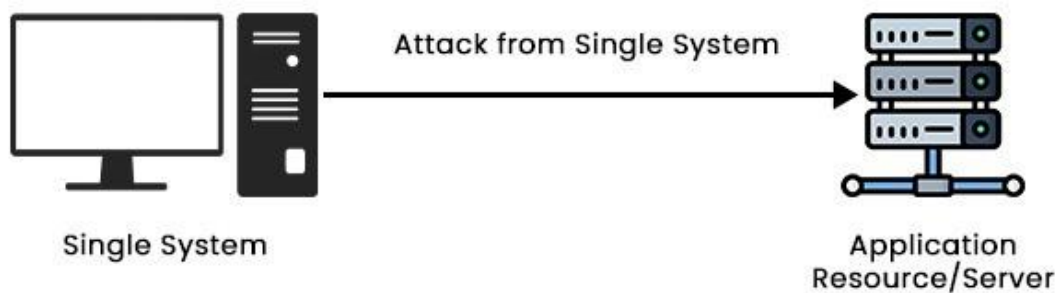 Attack from Single System
Single System
Application
Resource/Server